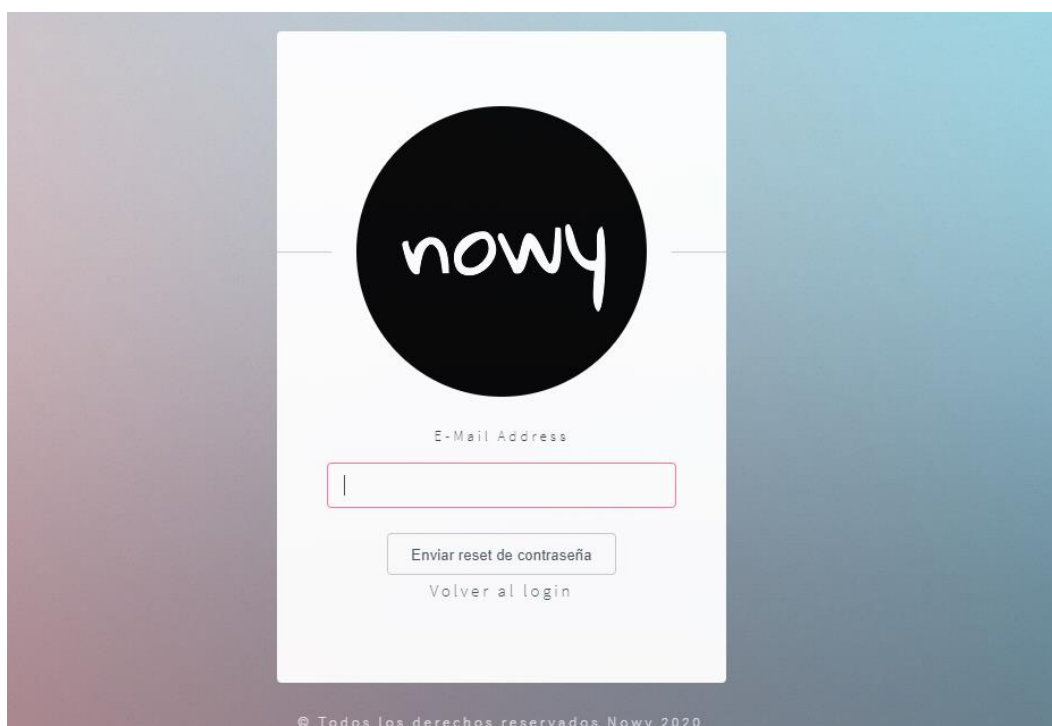 nowy
E-Mail Address
Enviar reset de contraseña
Volver al login
© Todos los derechos reservados Nowy 2020